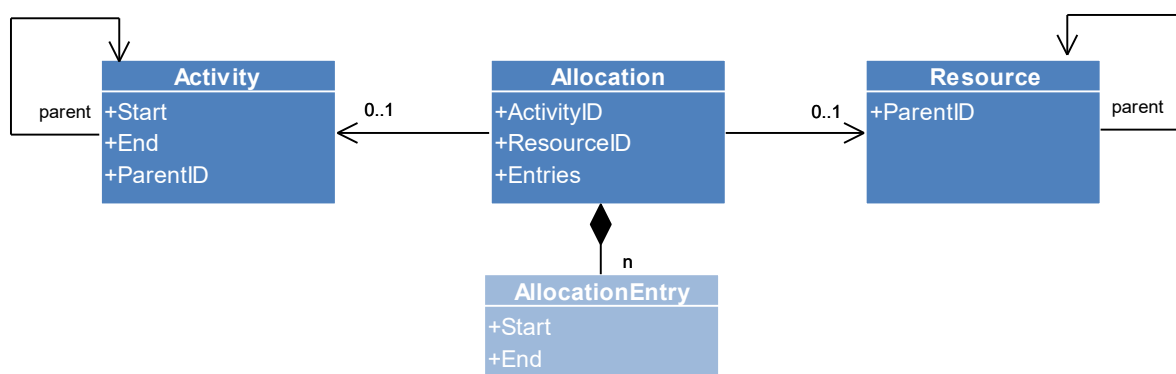 Activity
+Start
+End
+ParentID
parent
0..1
Allocation
+ActivityID
+ResourceID
+Entries
0..1
Resource
+ParentID
parent
n
AllocationEntry
+Start
+End